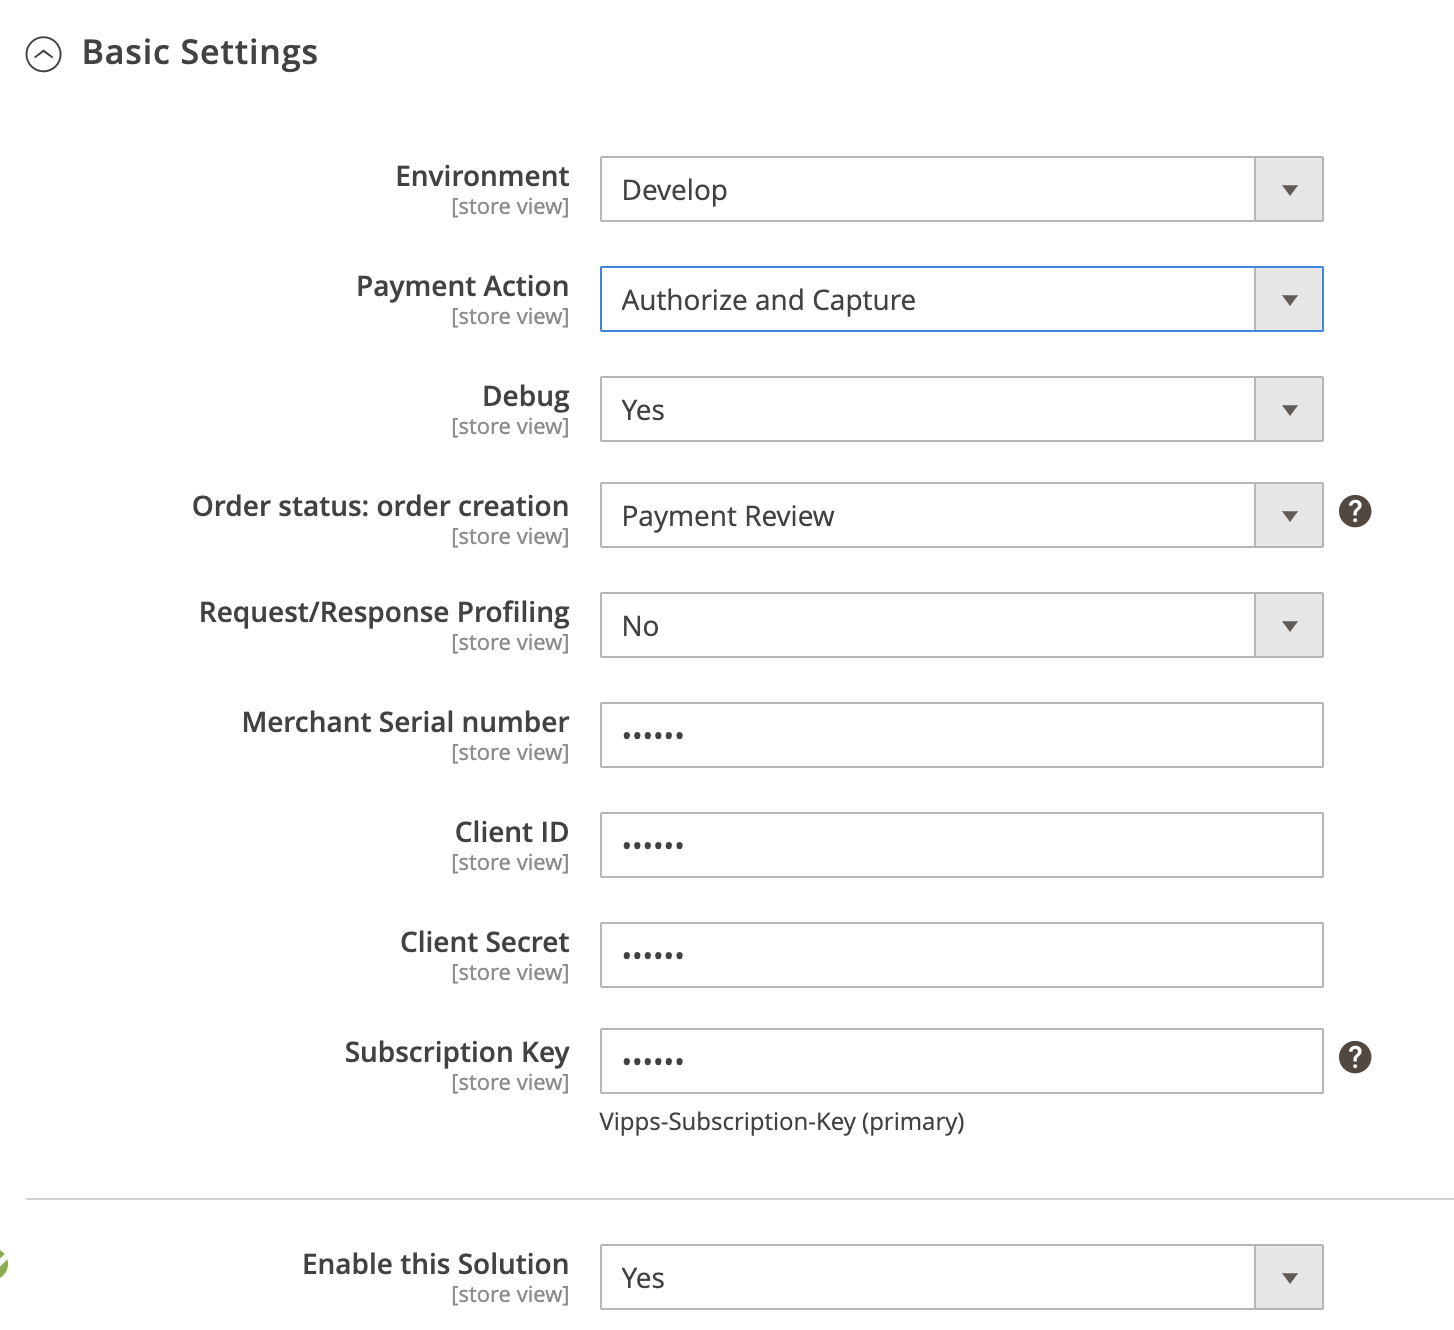 Basic Settings
Environment
[store view]
Develop
Payment Action
[store view]
Authorize and Capture
Debug
[store view]
Yes
Order status: order creation
[store view]
Payment Review
?
Request/Response Profiling
[store view]
No
Merchant Serial number
[store view]
••••••
Client ID
[store view]
••••••
Client Secret
[store view]
••••••
Subscription Key
[store view]
••••••
?
Vipps-Subscription-Key (primary)
Enable this Solution
[store view]
Yes